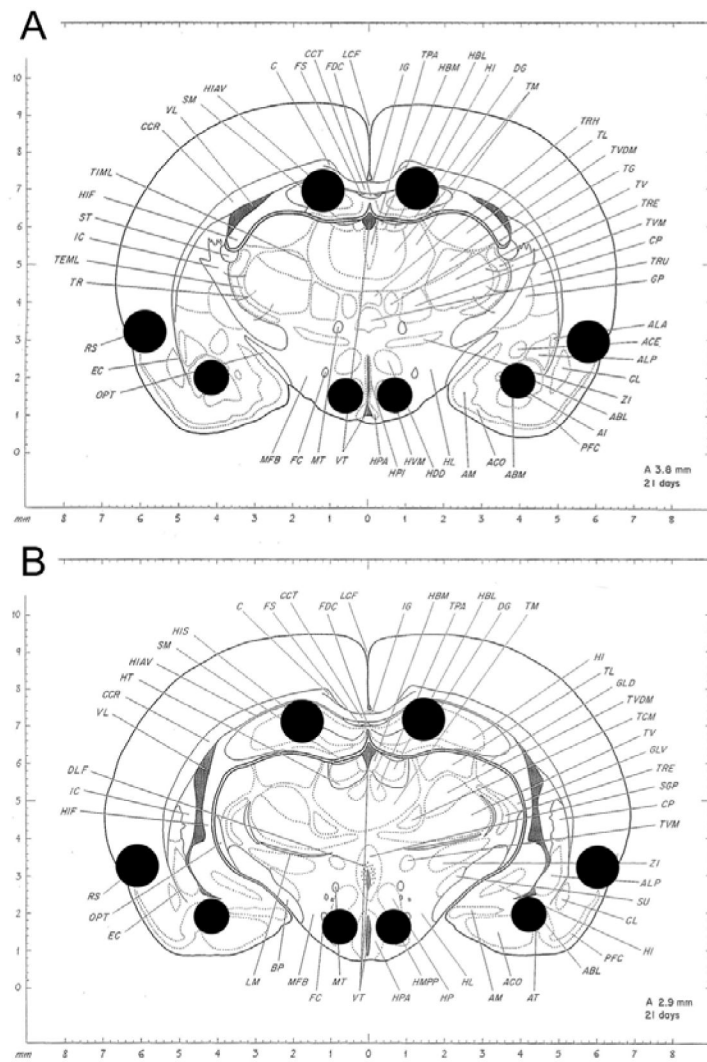 A
LCF
CCT
FS
FDC
C
HIAV
SM
VL
CCR
TIML
HIF
ST
IC
TEML
TR
RS
EC
OPT
IG
TPA
HBM
HBL
HI
DG
TM
TRH
TL
TVDM
TG
TV
TRE
TVM
CP
TRU
GP
ALA
ACE
ALP
CL
ZI
ABL
AI
PFC
MFB
FC
MT
VT
HPA
HPI
HVM
HDD
HL
AM
ACO
ABM
10
9
8
7
6
5
4
3
2
1
0
A 3.8 mm
21 days
mm 8 7 6 5 4 3 2 1 0 1 2 3 4 5 6 7 8
B
LCF
CCT
FS
FDC
C
HIS
SM
HIAV
HT
CCR
VL
DLF
IC
HIF
RS
OPT
EC
IG
HBM
TPA
HBL
DG
TM
HI
TL
GLD
TVDM
TCM
TV
GLV
TRE
SGP
CP
TVM
ZI
ALP
SU
CL
HI
PFC
ABL
LM
BP
MFB
FC
MT
VT
HPA
HMPP
HP
HL
AM
ACO
AT
10
9
8
7
6
5
4
3
2
1
0
A 2.9 mm
21 days
mm 8 7 6 5 4 3 2 1 0 1 2 3 4 5 6 7 8